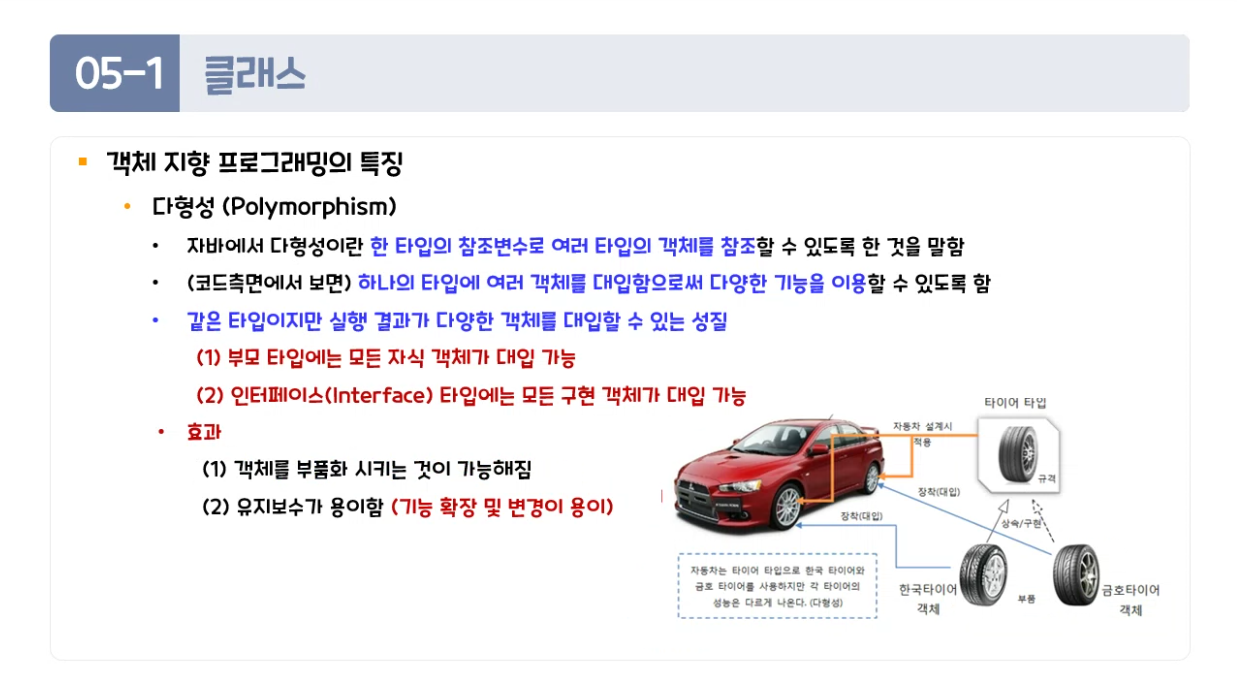 05-1 클래스
객체 지향 프로그래밍의 특징
다형성 (Polymorphism)
자바에서 다형성이란 한 타입의 참조변수로 여러 타입의 객체를 참조할 수 있도록 한 것을 말함
(코드측면에서 보면) 하나의 타입에 여러 객체를 대입함으로써 다양한 기능을 이용할 수 있도록 함
같은 타입이지만 실행 결과가 다양한 객체를 대입할 수 있는 성질
(1) 부모 타입에는 모든 자식 객체가 대입 가능
(2) 인터페이스(Interface) 타입에는 모든 구현 객체가 대입 가능
효과
(1) 객체를 부품화 시키는 것이 가능해짐
(2) 유지보수가 용이함 (기능 확장 및 변경이 용이)
타이어 타입
자동차 설계시
적용
규격
장착(대입)
장착(대입)
상속/구현
자동차는 타이어 타입으로 한국 타이어와
금호 타이어를 사용하지만 각 타이어의
성능은 다르게 나온다.(다형성)
한국타이어
객체
부품
금호타이어
객체